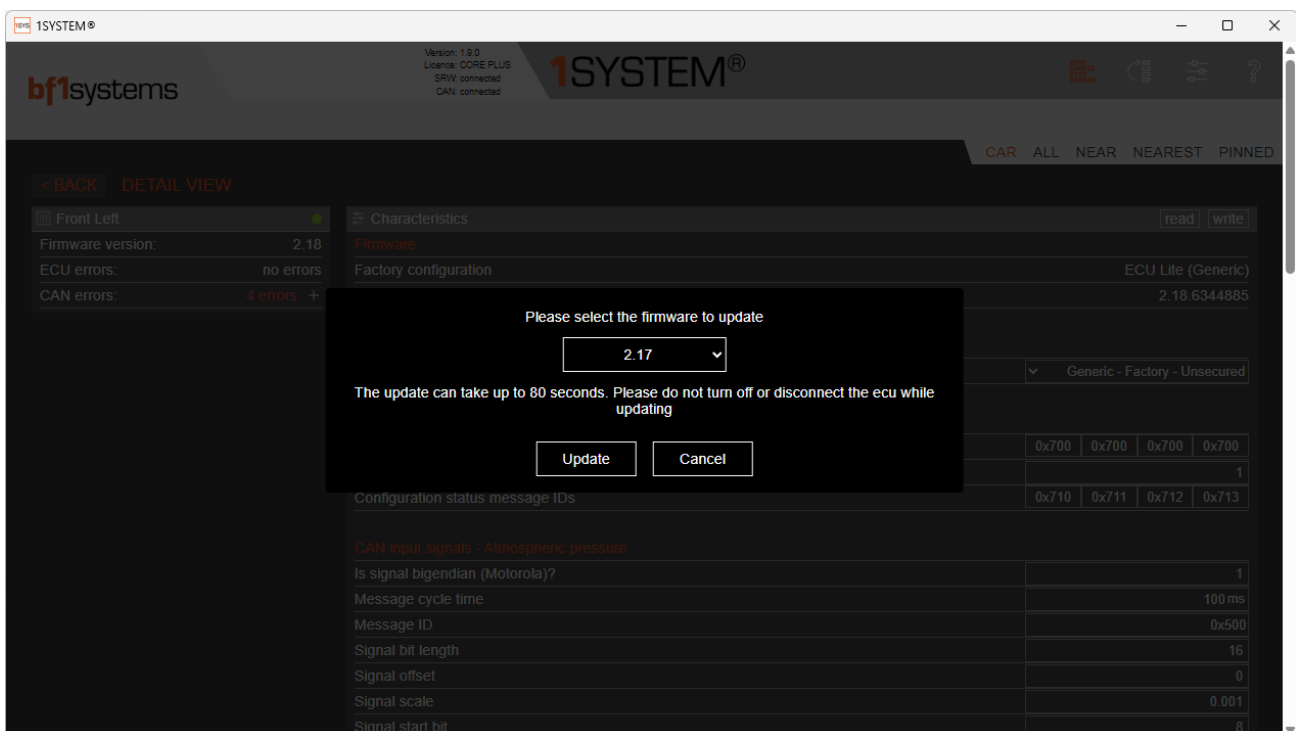 1SYS 1SYSTEM®
Version: 1.9.0
Licence: CORE PLUS
SRW: connected
CAN: connected
bf1systems
1SYSTEM®
CAR ALL NEAR NEAREST PINNED
< BACK DETAIL VIEW
Front Left
Firmware version: 2.18
ECU errors: no errors
CAN errors: 4 errors +
Characteristics read write
Firmware
Factory configuration ECU Lite (Generic)
2.18.6344885
Please select the firmware to update
2.17
The update can take up to 80 seconds. Please do not turn off or disconnect the ecu while
updating
Update Cancel
Generic - Factory - Unsecured
0x700 0x700 0x700 0x700
1
Configuration status message IDs 0x710 0x711 0x712 0x713
CAN input signals - Atmospheric pressure
Is signal bigendian (Motorola)? 1
Message cycle time 100 ms
Message ID 0x500
Signal bit length 16
Signal offset 0
Signal scale 0.001
Signal start bit 8